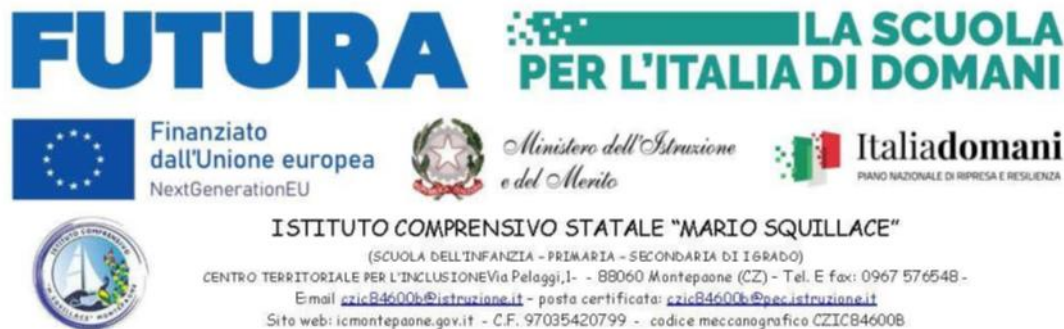 FUTURA
LA SCUOLA
PER L'ITALIA DI DOMANI
Finanziato
dall'Unione europea
NextGenerationEU
Ministero dell'Istruzione
e del Merito
Italiadomani
PIANO NAZIONALE DI RIPRESA E RESILIENZA
ISTITUTO COMPRENSIVO STATALE “MARIO SQUILLACE”
(SCUOLA DELL'INFANZIA – PRIMARIA – SECONDARIA DI I GRADO)
CENTRO TERRITORIALE PER L'INCLUSIONEVia Pelaggi,1- - 88060 Montepaone (CZ) – Tel. E fax: 0967 576548 –
Email czic84600b@istruzione.it – posta certificata: czic84600b@pec.istruzione.it
Sito web: icmontepaone.gov.it - C.F. 97035420799 - codice meccanografico CZIC84600B
ISTITUTO COMPRENSIVO